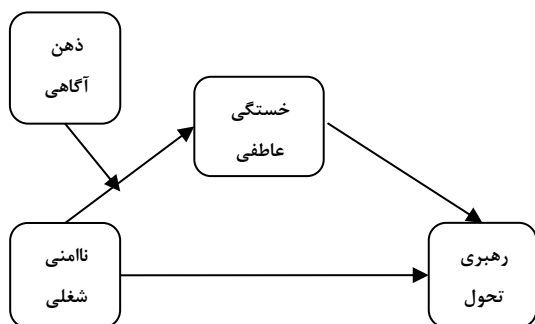 ذهن
آگاهی
خستگی
عاطفی
ناامنی
شغلی
رهبری
تحول